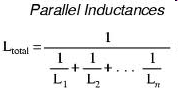 Parallel Inductances
L_total = 1 / (1/L_1 + 1/L_2 + . . . 1/L_n)